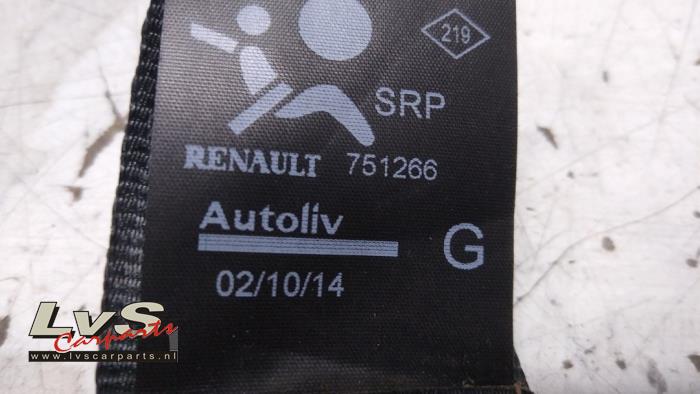 219
SRP
RENAULT 751266
Autoliv
G
02/10/14
LvS
Carparts
www.lvscarparts.nl